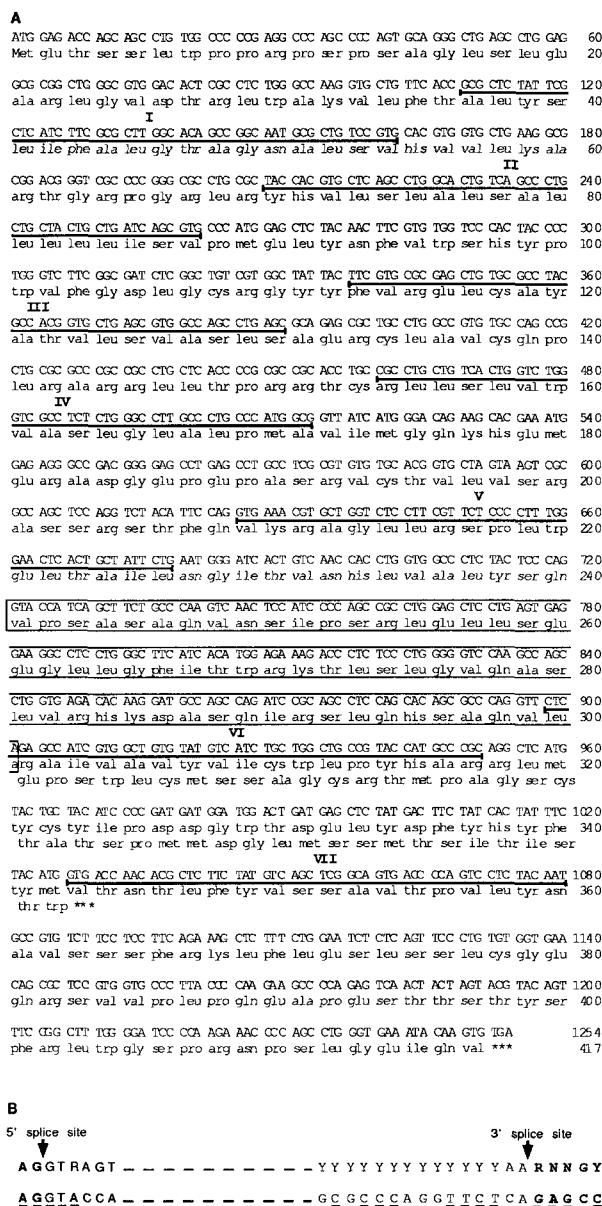 A
ATG GAG ACA AGC AGC CTG TGG CCC CCG AGG CCC AGC CCC AGT GCA GGG CTG AGC CTG GAG 60
Met glu thr ser ser leu trp pro pro arg pro ser pro ser ala gly leu ser leu glu 20
GCG CGG CTG GGC GTG GAC ACT CGC CTC TGG GCC AAG GTG CTG TTC ACC GCG CTC TAT TCG 120
ala arg leu gly val asp thr arg leu trp ala lys val leu phe thr ala leu tyr ser 40
I
CTC ATC TTC GCG CTT GGC ACA GCC GGC AAT GCG CTG TCC GTG CAC GTG GTG CTG AAG GCG 180
leu ile phe ala leu gly thr ala gly asn ala leu ser val his val val leu lys ala 60
II
CGG ACG GGT CGC CCC GGG CGC CTG CGC TAC CAC GTG CTC AGC CTG GCA CTG TCA GCC CTG 240
arg thr gly arg pro gly arg leu arg tyr his val leu ser leu ala leu ser ala leu 80
CTG CTA CTG CTG ATC AGC GTG CCC ATG GAG CTC TAC AAC TTC GTG TGG TCC CAC TAC CCC 300
leu leu leu leu ile ser val pro met glu leu tyr asn phe val trp ser his tyr pro 100
TGG GTC TTC GGC GAT CTC GGC TGT CGT GGC TAT TAC TTC GTG CGC GAG CTG TGC GCC TAC 360
trp val phe gly asp leu gly cys arg gly tyr tyr phe val arg glu leu cys ala tyr 120
III
GCC ACG GTG CTG AGC GTG GCC AGC CTG AGC GCA GAG CGC TGC CTG GCC GTG TGC CAG CCG 420
ala thr val leu ser val ala ser leu ser ala glu arg cys leu ala val cys gln pro 140
CTG CGC GCC CGC CGC CTG CTC ACC CCG CGC CGC ACC TGC CGC CTG CTG TCA CTG GTC TGG 480
leu arg ala arg arg leu leu thr pro arg arg thr cys arg leu leu ser leu val trp 160
IV
GTC GCC TCT CTG GGC CTT GCC CTG CCC ATG GCG GTT ATC ATG GGA CAG AAG CAC GAA ATG 540
val ala ser leu gly leu ala leu pro met ala val ile met gly gln lys his glu met 180
GAG AGG GCC GAC GGG GAG CCT GAG CCT GCC TCG CGT GTG TGC ACG GTG CTA GTA AGT CGC 600
glu arg ala asp gly glu pro glu pro ala ser arg val cys thr val leu val ser arg 200
V
GCC AGC TCC AGG TCT ACA TTC CAG GTG AAA CGT GCT GGT CTC CTT CGT TCT CCC CTT TGG 660
ala ser ser arg ser thr phe gln val lys arg ala gly leu leu arg ser pro leu trp 220
GAA CTC ACT GCT ATT CTG AAT GGG ATC ACT GTC AAC CAC CTG GTG GCC CTC TAC TCC CAG 720
glu leu thr ala ile leu asn gly ile thr val asn his leu val ala leu tyr ser gln 240
GTA CCA TCA GCT TCT GCC CAA GTC AAC TCC ATC CCC AGC CGC CTG GAG CTC CTG AGT GAG 780
val pro ser ala ser ala gln val asn ser ile pro ser arg leu glu leu leu ser glu 260
GAA GGC CTC CTG GGC TTC ATC ACA TGG AGA AAG ACC CTC TCC CTG GGG GTC CAA GCC AGC 840
glu gly leu leu gly phe ile thr trp arg lys thr leu ser leu gly val gln ala ser 280
CTG GTG AGA CAC AAG GAT GCC AGC CAG ATC CGC AGC CTC CAG CAC AGC GCC CAG GTT CTC 900
leu val arg his lys asp ala ser gln ile arg ser leu gln his ser ala gln val leu 300
VI
AGA GCC ATC GTG GCT GTG TAT GTC ATC TGC TGG CTG CCG TAC CAT GCC CGC AGG CTC ATG 960
arg ala ile val ala val tyr val ile cys trp leu pro tyr his ala arg arg leu met 320
glu pro ser trp leu cys met ser ser ala gly cys arg thr met pro ala gly ser cys
TAC TGC TAC ATC CCC GAT GAT GGA TGG ACT GAT GAG CTC TAT GAC TTC TAT CAC TAT TTC 1020
tyr cys tyr ile pro asp asp gly trp thr asp glu leu tyr asp phe tyr his tyr phe 340
thr ala thr ser pro met met asp gly leu met ser ser met thr ser ile thr ile ser
VII
TAC ATG GTG ACC AAC ACG CTC TTC TAT GTC AGC TCG GCA GTG ACC CCA GTC CTC TAC AAT 1080
tyr met val thr asn thr leu phe tyr val ser ser ala val thr pro val leu tyr asn 360
thr trp ***
GCC GTG TCT TCC TCC TTC AGA AAG CTC TTT CTG GAA TCT CTC AGT TCC CTG TGT GGT GAA 1140
ala val ser ser ser phe arg lys leu phe leu glu ser leu ser ser leu cys gly glu 380
CAG CGC TCC GTG GTG CCC TTA CCC CAA GAA GCC CCA GAG TCA ACT ACT AGT ACG TAC AGT 1200
gln arg ser val val pro leu pro gln glu ala pro glu ser thr thr ser thr tyr ser 400
TTC CGG CTT TGG GGA TCC CCA AGA AAC CCC AGC CTG GGT GAA ATA CAA GTG TGA 1254
phe arg leu trp gly ser pro arg asn pro ser leu gly glu ile gln val *** 417
B
5' splice site 3' splice site
AGGTRAGT – – – – – – – – – – – – YYYYYYYYYYYYYAARNNGY
AGGTACCA – – – – – – – – – – – – GCGCCCAGGTTCTCAGAGCC